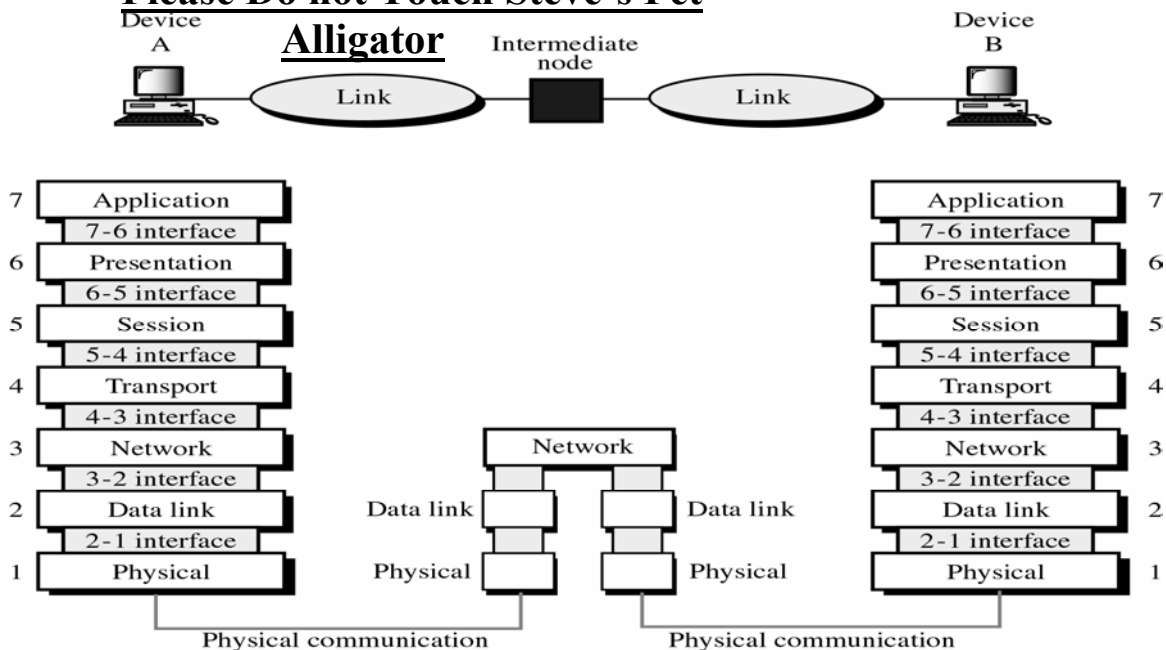 Please Do not Touch Steve's Pet
Alligator
Device
A
Intermediate
node
Device
B
Link
Link
7 Application
7-6 interface
6 Presentation
6-5 interface
5 Session
5-4 interface
4 Transport
4-3 interface
3 Network
3-2 interface
2 Data link
2-1 interface
1 Physical
Network
Data link
Data link
Physical
Physical
Application 7
7-6 interface
Presentation 6
6-5 interface
Session 5
5-4 interface
Transport 4
4-3 interface
Network 3
3-2 interface
Data link 2
2-1 interface
Physical 1
Physical communication
Physical communication